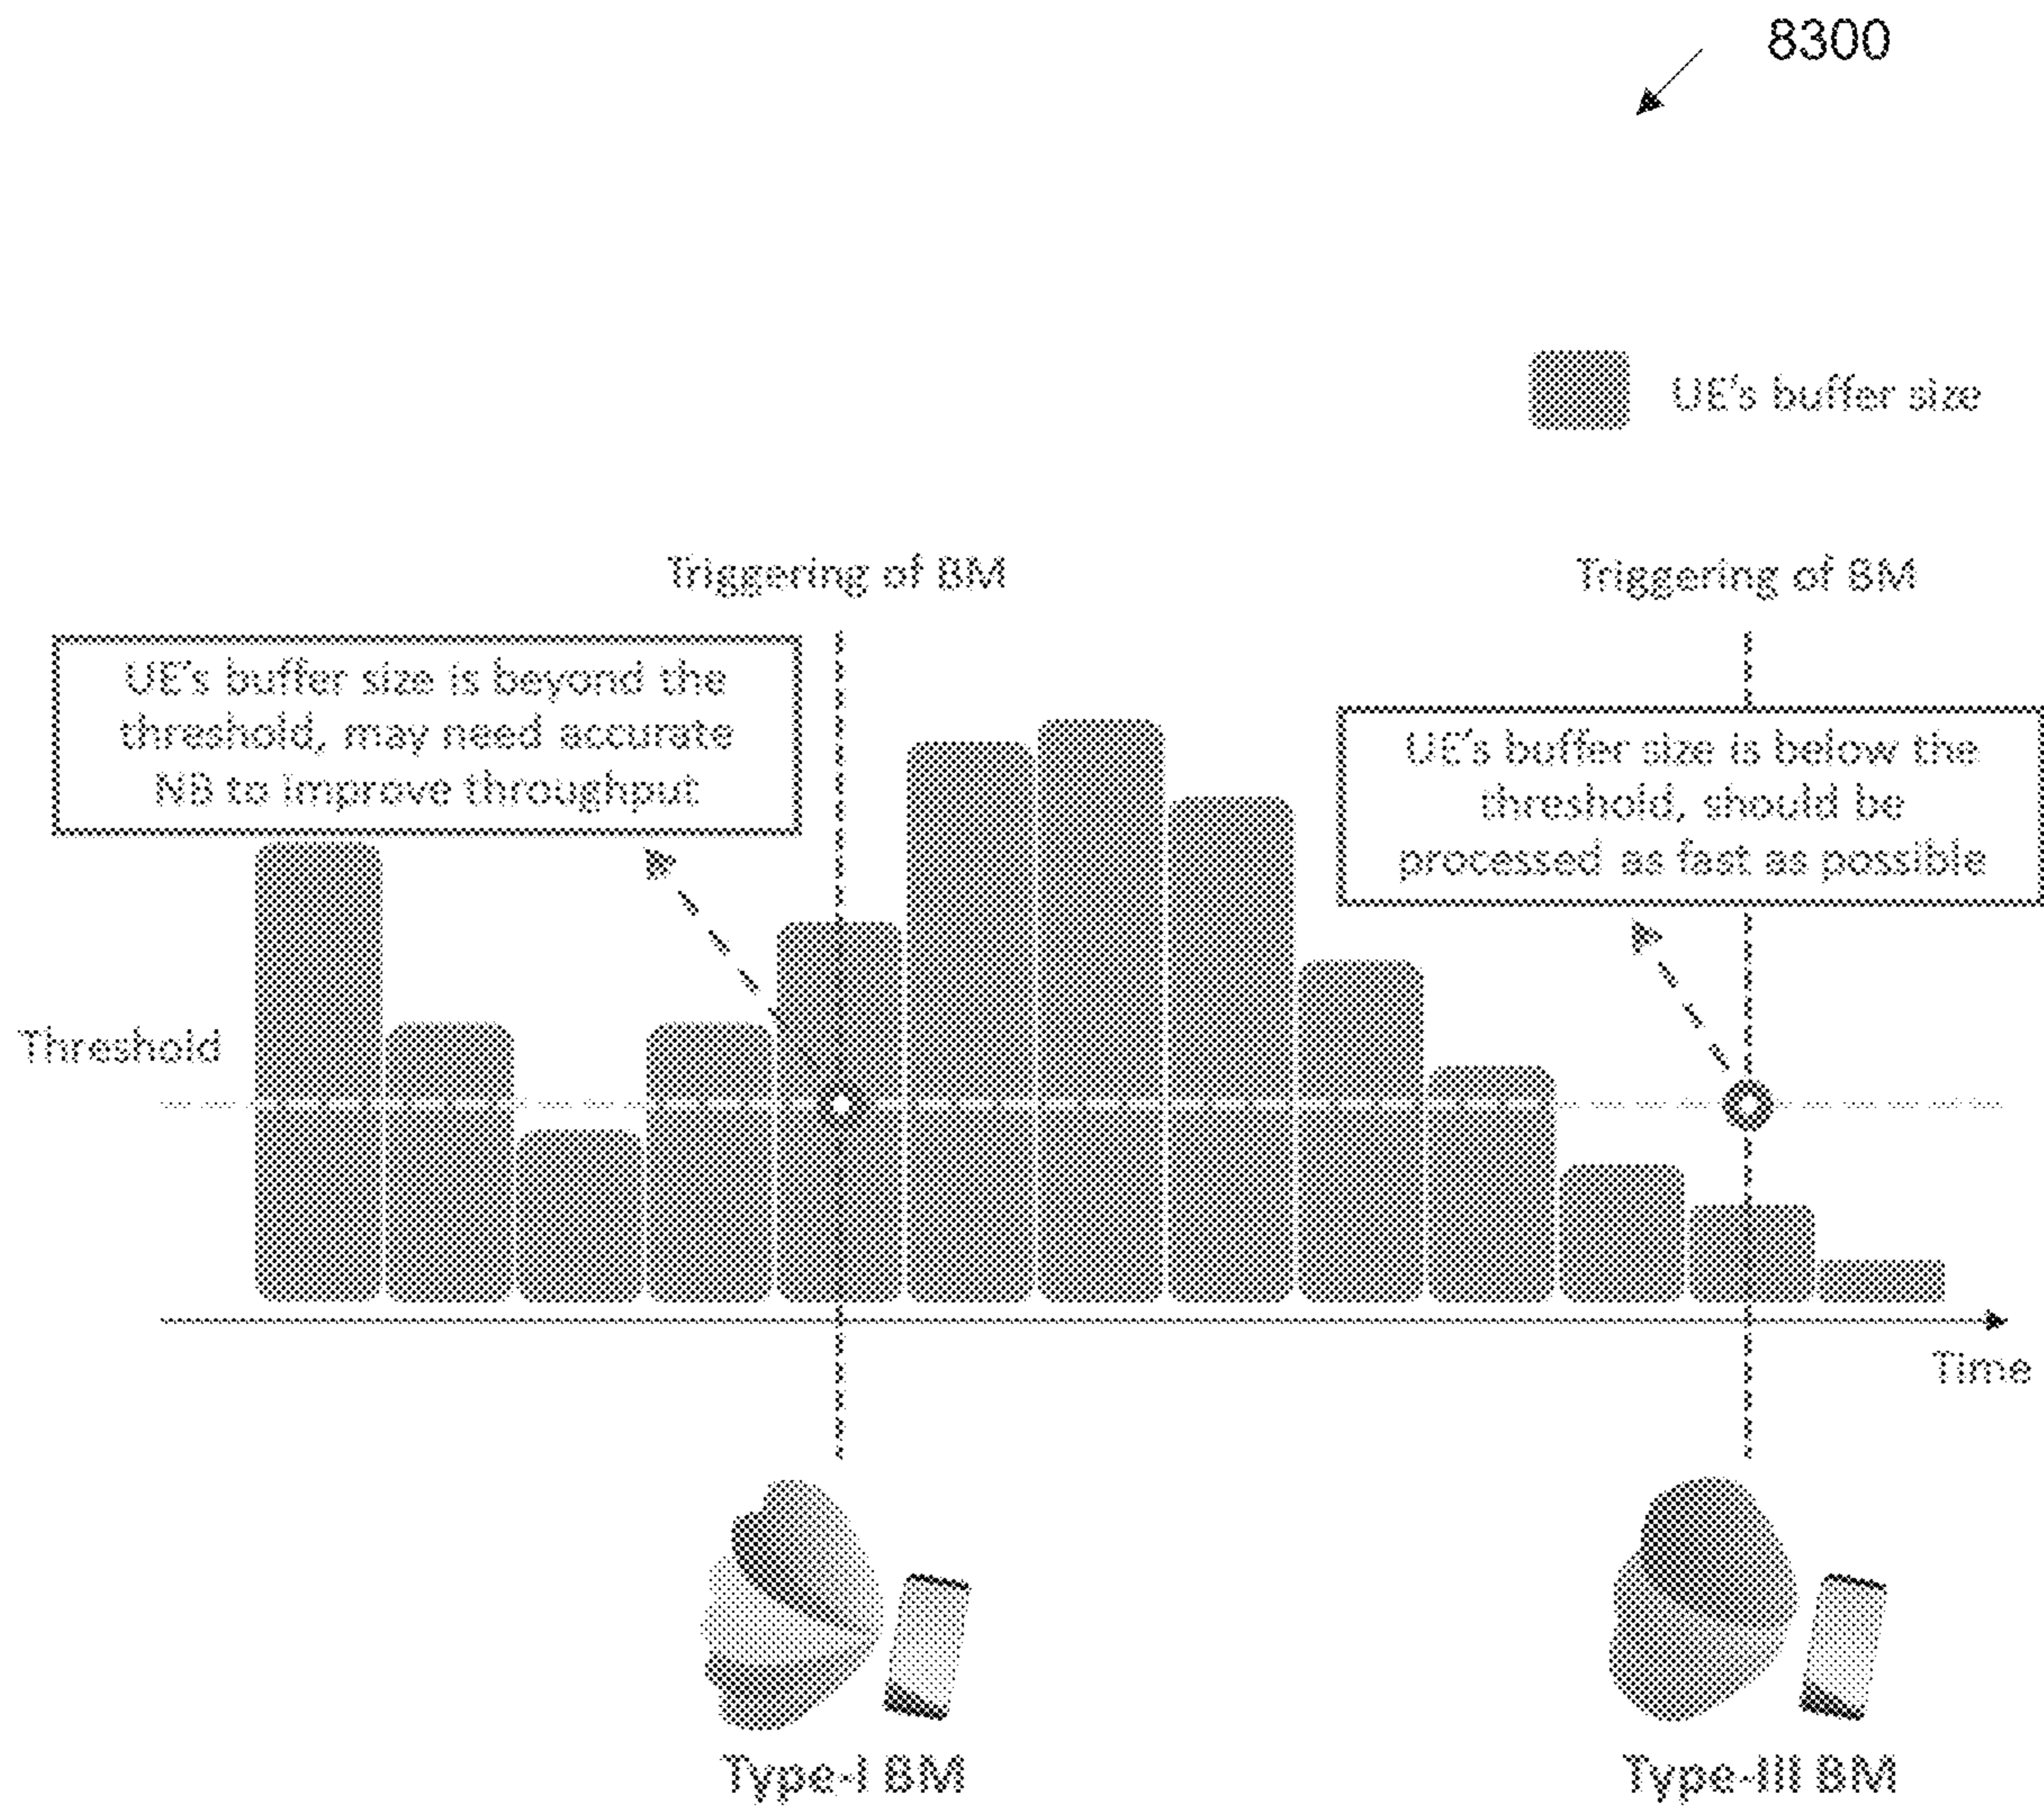 8300
UE's buffer size
Triggering of BM
Triggering of BM
UE's buffer size is beyond the
threshold, may need accurate
NB to improve throughput
UE's buffer size is below the
threshold, should be
processed as fast as possible
Threshold
Time
Type-I BM
Type-III BM